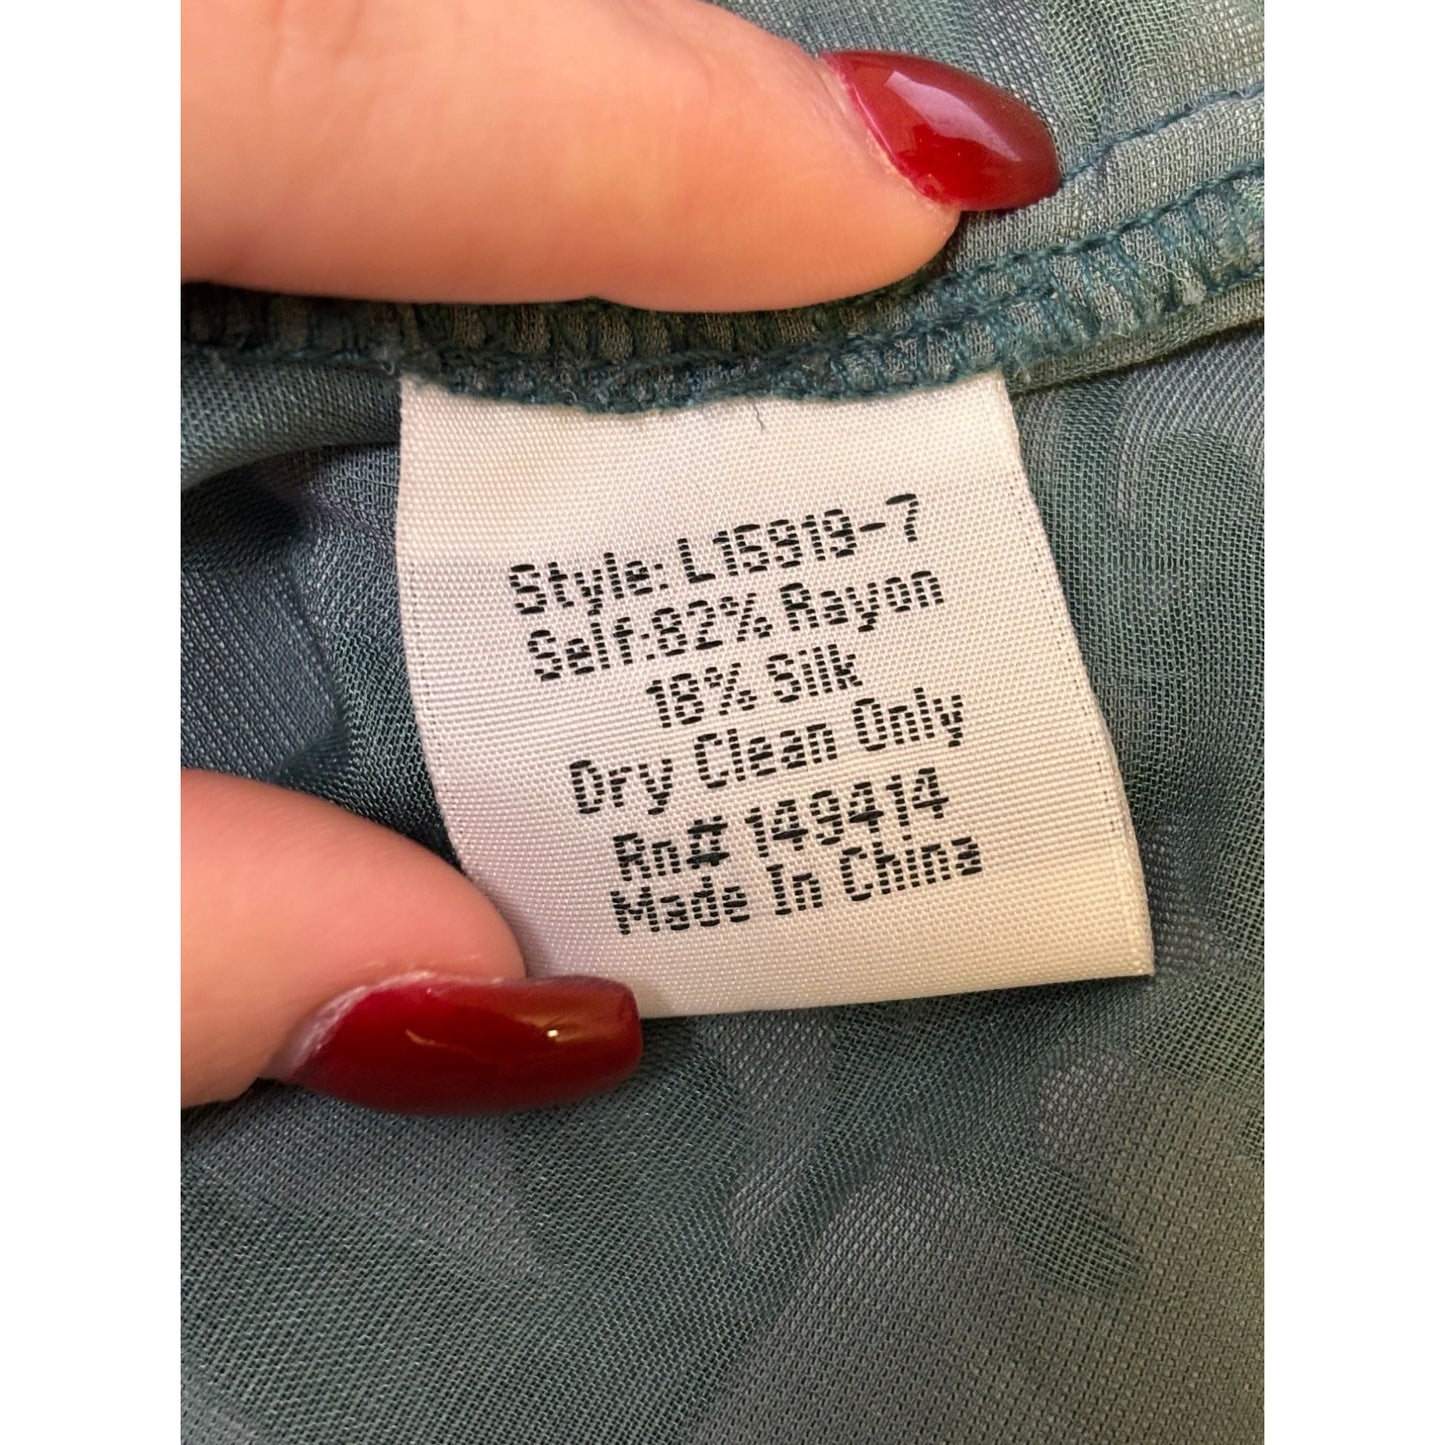 Style: L15919-7
Self:82% Rayon
18% Silk
Dry Clean Only
Rn# 149414
Made In China